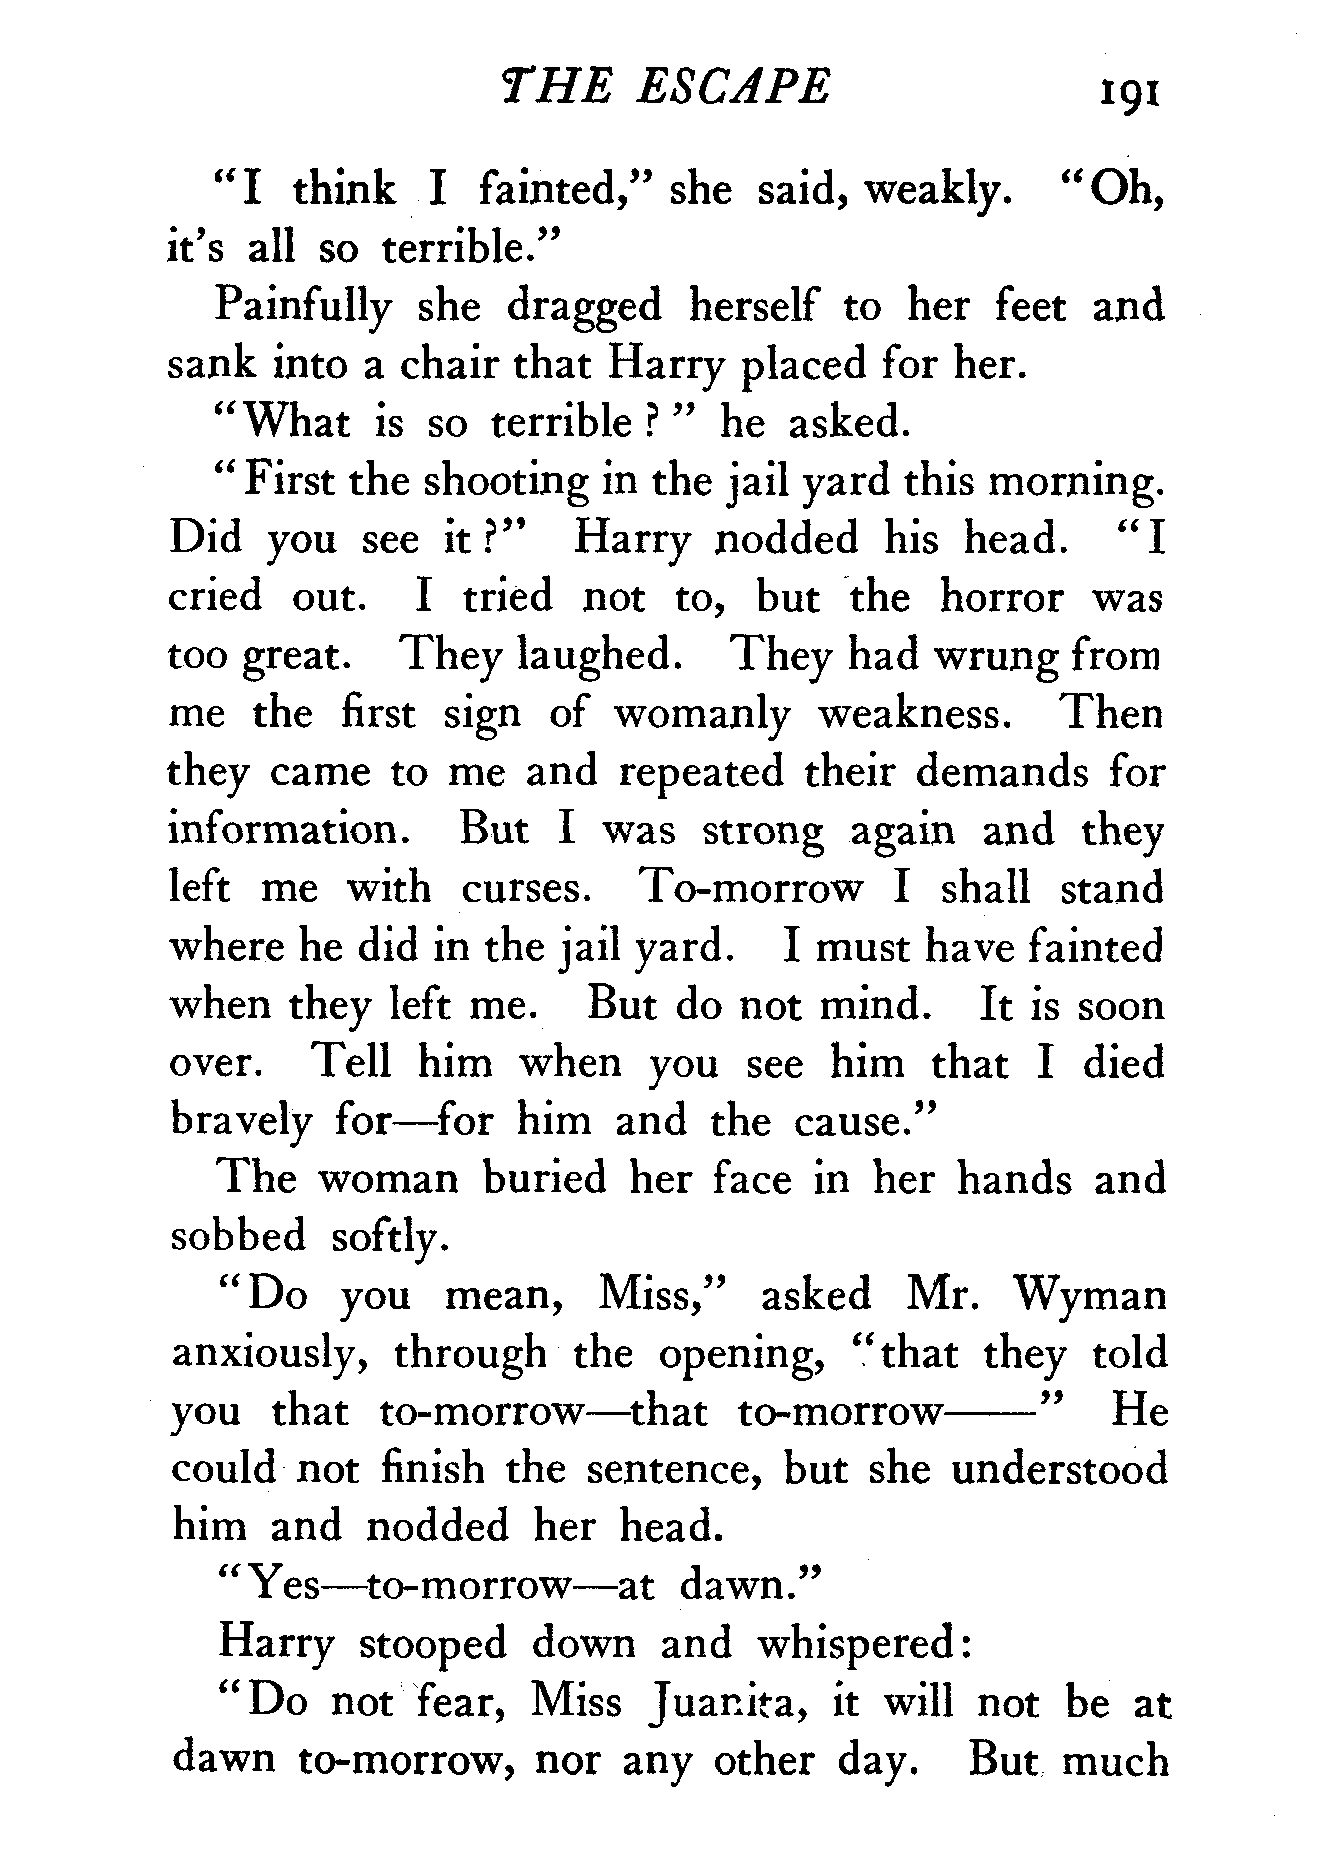 THE ESCAPE 191
"I think I fainted," she said, weakly. "Oh,
it's all so terrible."
Painfully she dragged herself to her feet and
sank into a chair that Harry placed for her.
"What is so terrible?" he asked.
"First the shooting in the jail yard this morning.
Did you see it?" Harry nodded his head. "I
cried out. I tried not to, but the horror was
too great. They laughed. They had wrung from
me the first sign of womanly weakness. Then
they came to me and repeated their demands for
information. But I was strong again and they
left me with curses. To-morrow I shall stand
where he did in the jail yard. I must have fainted
when they left me. But do not mind. It is soon
over. Tell him when you see him that I died
bravely for—for him and the cause."
The woman buried her face in her hands and
sobbed softly.
"Do you mean, Miss," asked Mr. Wyman
anxiously, through the opening, "that they told
you that to-morrow—that to-morrow——" He
could not finish the sentence, but she understood
him and nodded her head.
"Yes—to-morrow—at dawn."
Harry stooped down and whispered:
"Do not fear, Miss Juanita, it will not be at
dawn to-morrow, nor any other day. But much